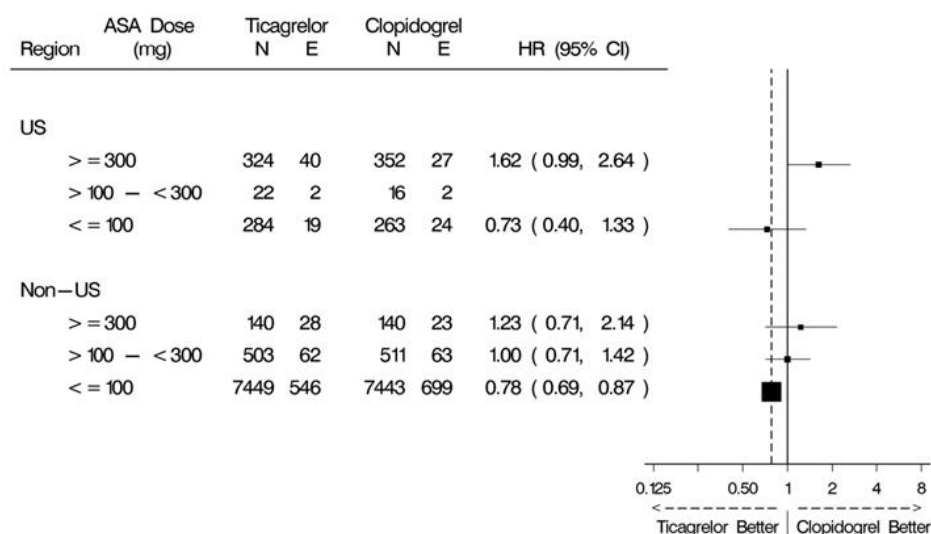 ASA Dose Ticagrelor Clopidogrel
Region (mg) N E N E HR (95% CI)
US
>=300 324 40 352 27 1.62 (0.99, 2.64)
>100 – <300 22 2 16 2
<=100 284 19 263 24 0.73 (0.40, 1.33)
Non–US
>=300 140 28 140 23 1.23 (0.71, 2.14)
>100 – <300 503 62 511 63 1.00 (0.71, 1.42)
<=100 7449 546 7443 699 0.78 (0.69, 0.87)
0.125 0.50 1 2 4 8
Ticagrelor Better Clopidogrel Better